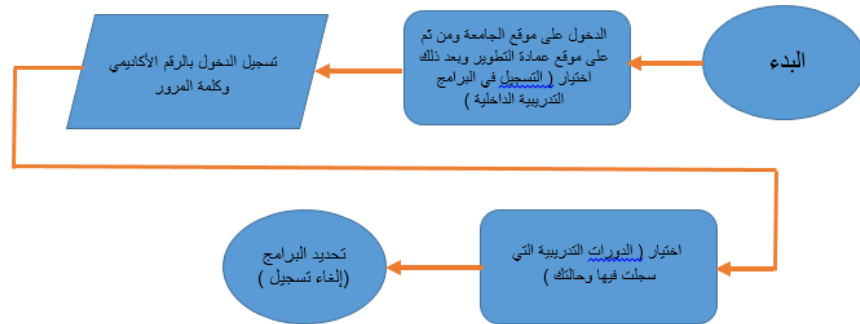 البدء
الدخول على موقع الجامعة ومن ثم
على موقع عمادة التطوير وبعد ذلك
اختيار ( التسجيل في البرامج
التدريبية الداخلية )
تسجيل الدخول بالرقم الأكاديمي
وكلمة المرور
اختيار ( الدورات التدريبية التي
سجلت فيها وحالتك )
تحديد البرامج
(إلغاء تسجيل )